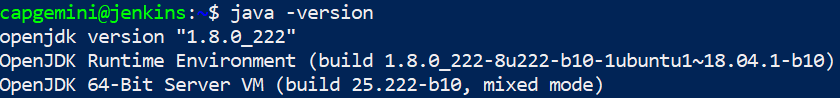 capgemini@jenkins:~$ java -version
openjdk version "1.8.0_222"
OpenJDK Runtime Environment (build 1.8.0_222-8u222-b10-1ubuntu1~18.04.1-b10)
OpenJDK 64-Bit Server VM (build 25.222-b10, mixed mode)